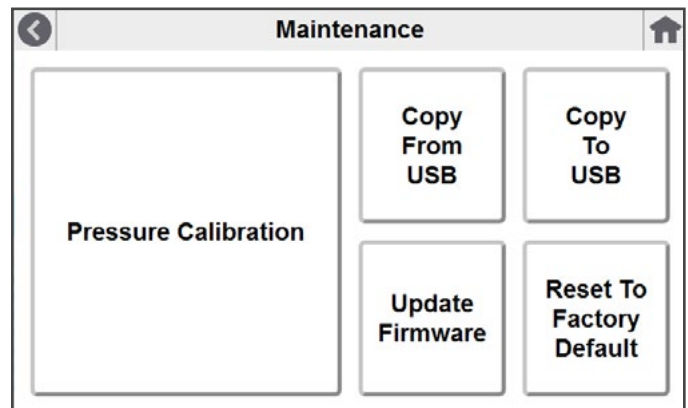 Maintenance
Pressure Calibration
Copy
From
USB
Copy
To
USB
Update
Firmware
Reset To
Factory
Default